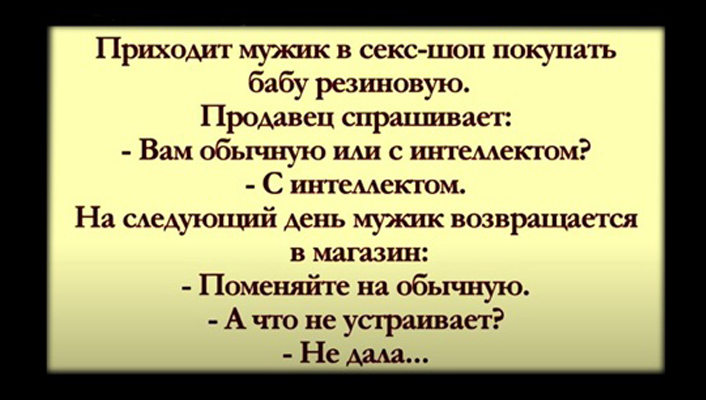 Приходит мужик в секс-шоп покупать
бабу резиновую.
Продавец спрашивает:
- Вам обычную или с интеллектом?
- С интеллектом.
На следующий день мужик возвращается
в магазин:
- Поменяйте на обычную.
- А что не устраивает?
- Не дала...